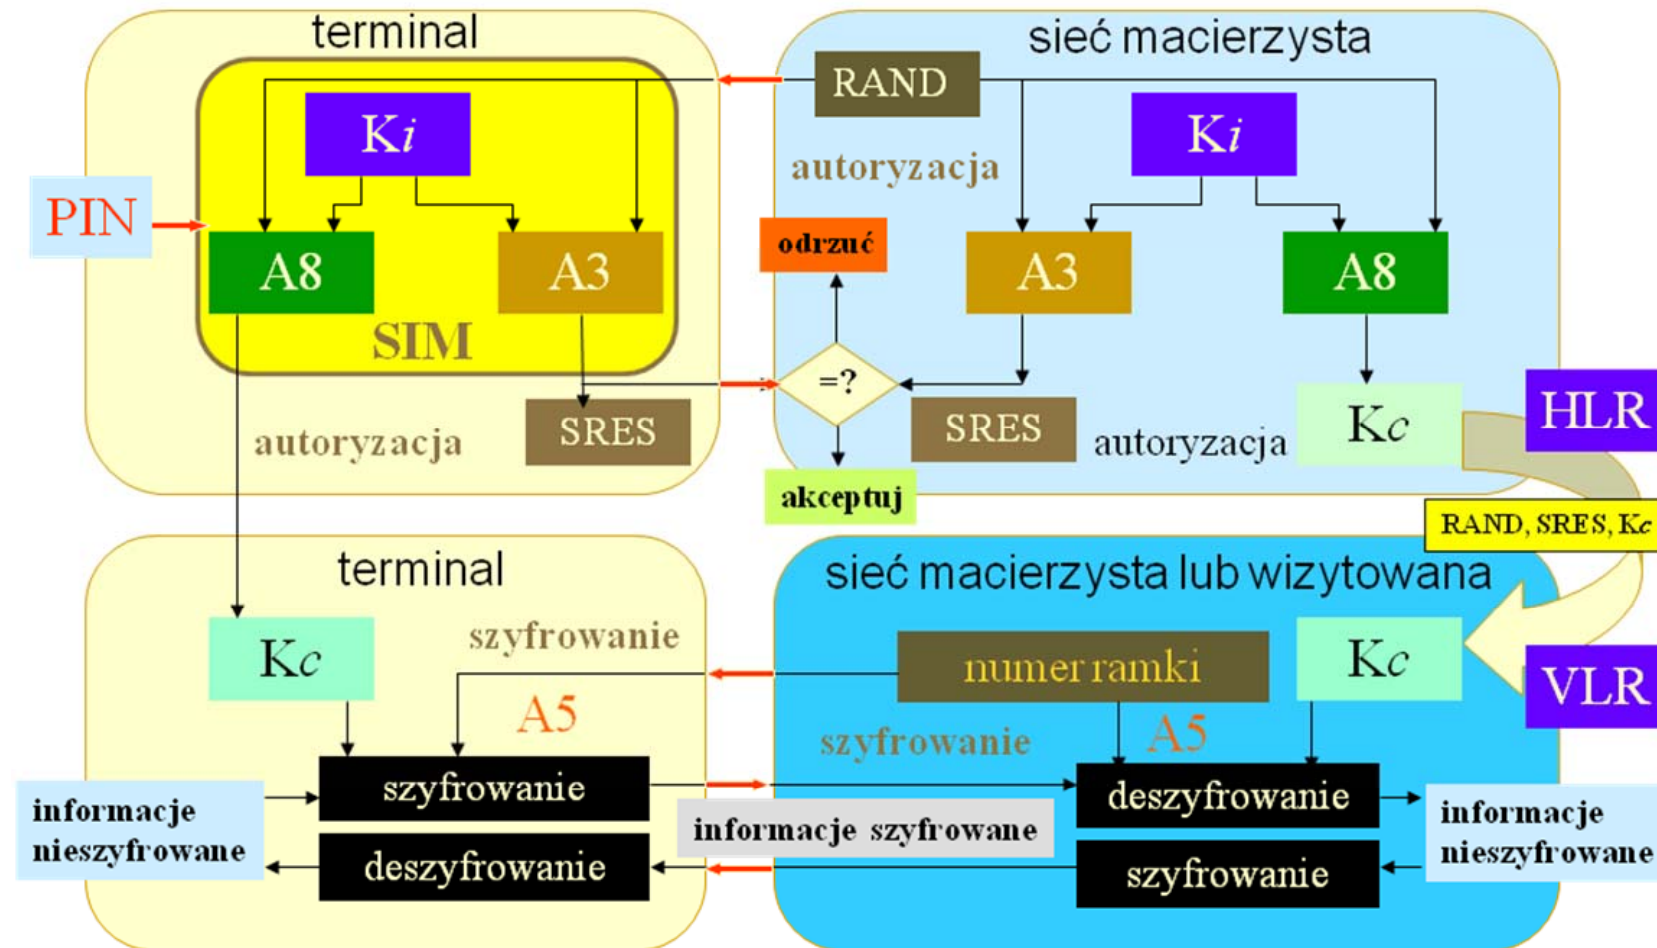 terminal
sieć macierzysta
RAND
Ki
Ki
autoryzacja
PIN
odrzuć
A8
A3
A3
A8
SIM
=?
SRES
SRES
Kc
HLR
autoryzacja
autoryzacja
akceptuj
RAND, SRES, Kc
terminal
sieć macierzysta lub wizytowana
szyfrowanie
Kc
numer ramki
Kc
VLR
A5
szyfrowanie
A5
szyfrowanie
deszyfrowanie
informacje
nieszyfrowane
informacje szyfrowane
informacje
nieszyfrowane
deszyfrowanie
szyfrowanie